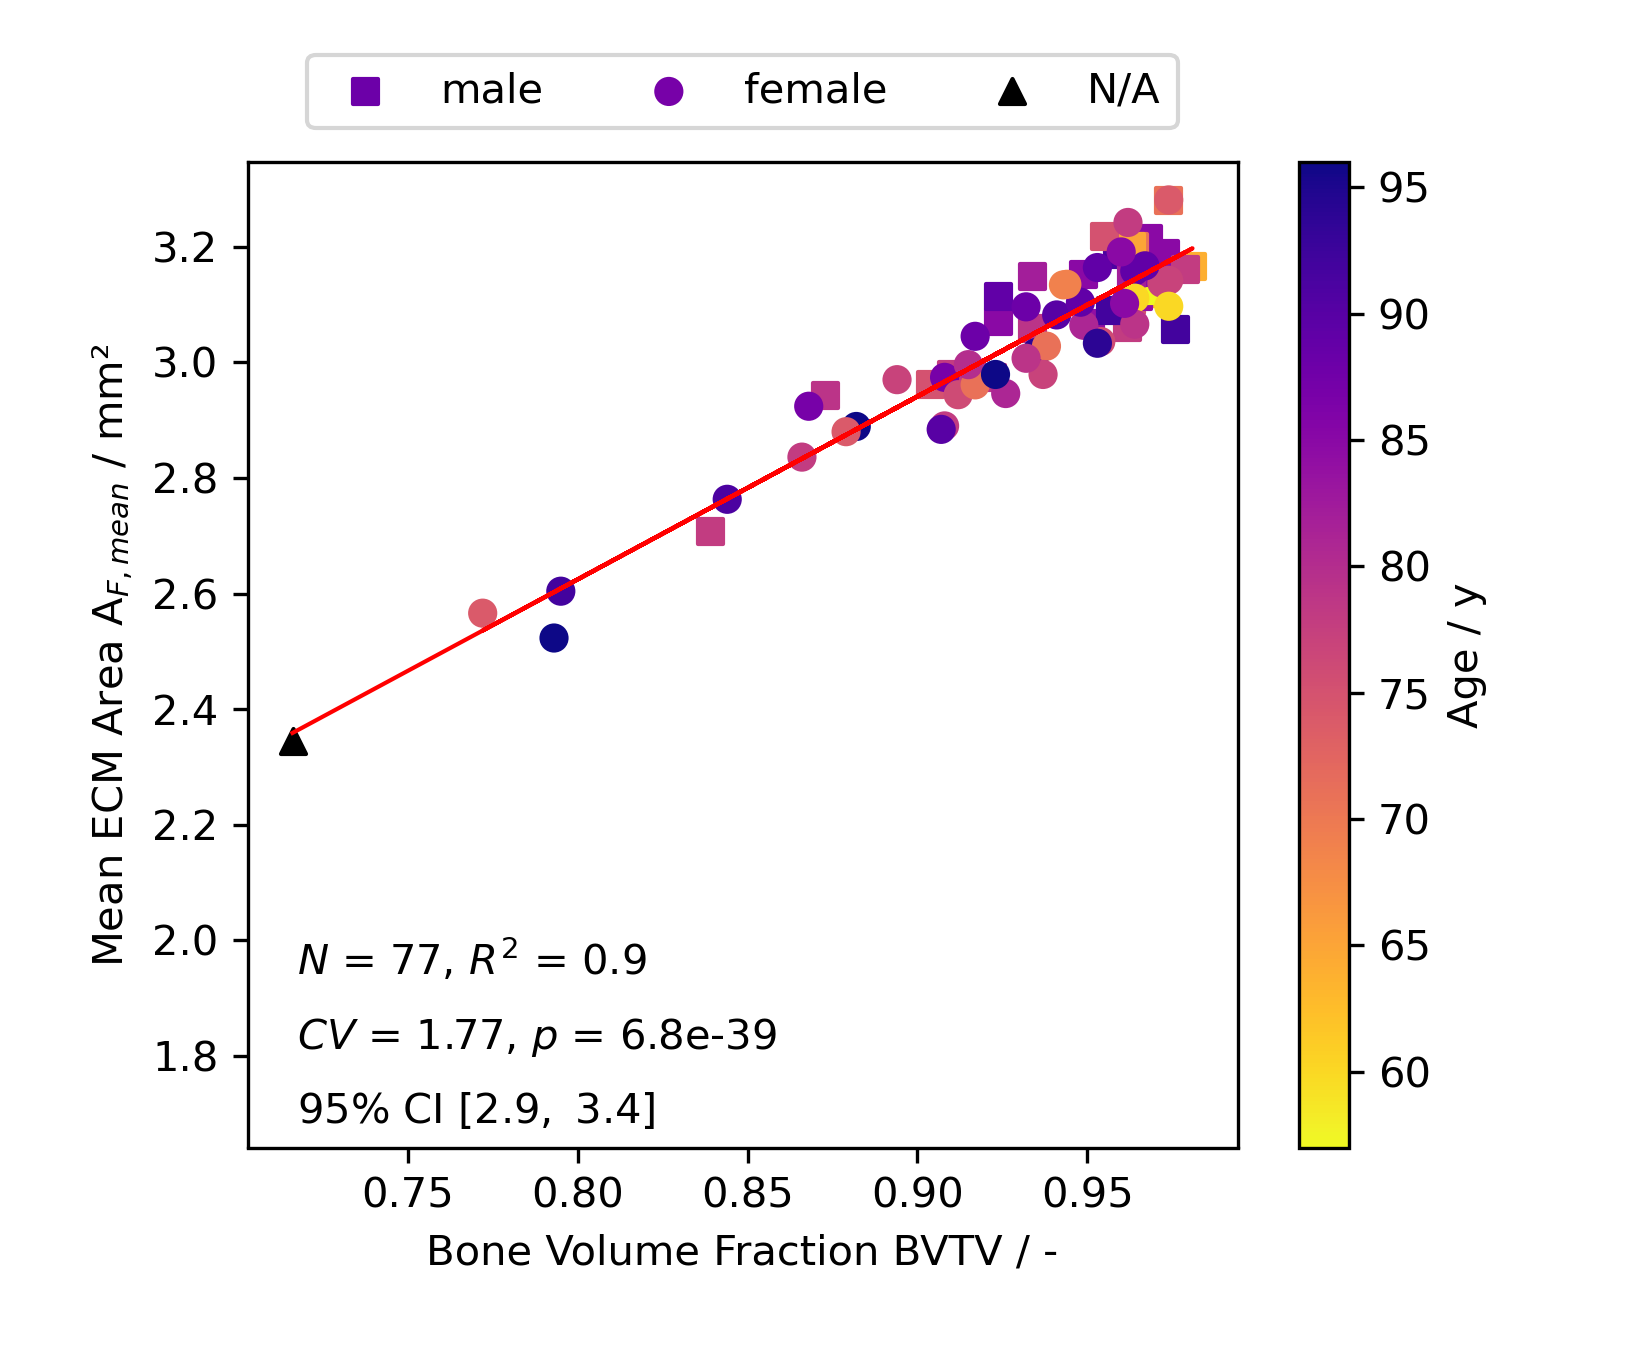 male female N/A
3.2
3.0
2.8
2.6
2.4
2.2
2.0
1.8
Mean ECM Area A_{F, mean} / mm²
N = 77, R² = 0.9
CV = 1.77, p = 6.8e-39
95% CI [2.9, 3.4]
0.75 0.80 0.85 0.90 0.95
Bone Volume Fraction BVTV / -
95
90
85
80
75
70
65
60
Age / y